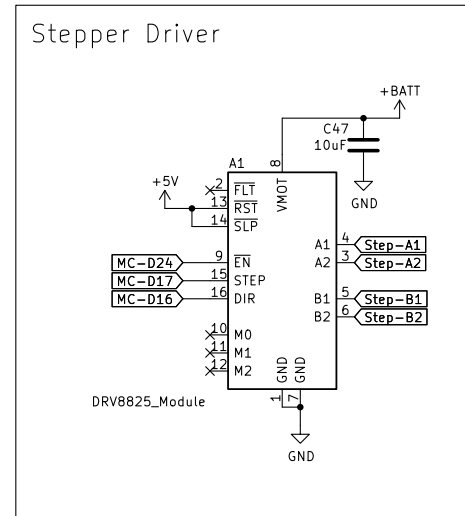 Stepper Driver
+BATT
C47
10uF
8
A1
VMOT
GND
+5V
2 FLT
13 RST
14 SLP
A1 4 Step-A1
A2 3 Step-A2
MC-D24 9 EN
MC-D17 15 STEP
MC-D16 16 DIR
B1 5 Step-B1
B2 6 Step-B2
10 M0
11 M1
12 M2
GND GND
1 7
DRV8825_Module
GND